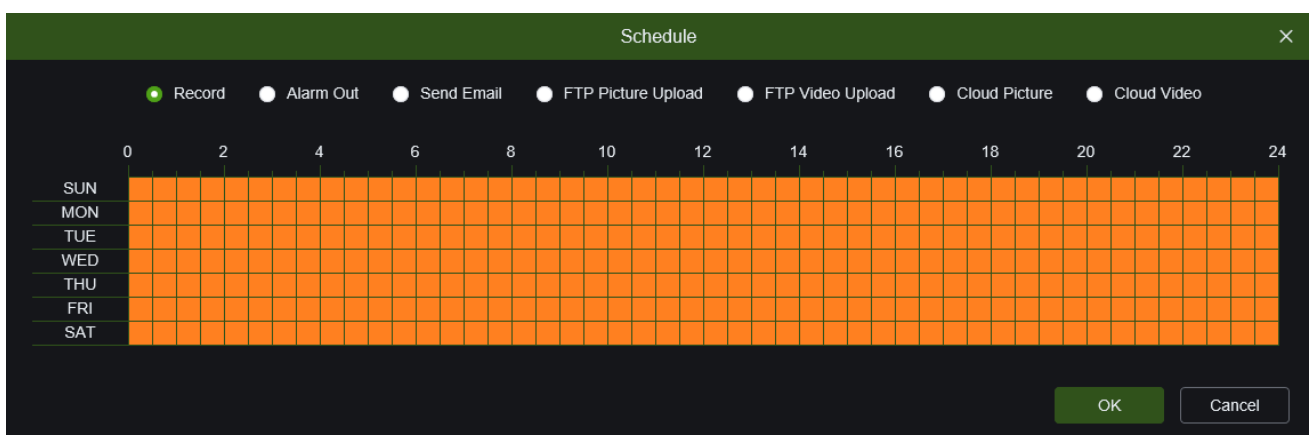 Schedule
Record Alarm Out Send Email FTP Picture Upload FTP Video Upload Cloud Picture Cloud Video
0 2 4 6 8 10 12 14 16 18 20 22 24
SUN
MON
TUE
WED
THU
FRI
SAT
OK Cancel